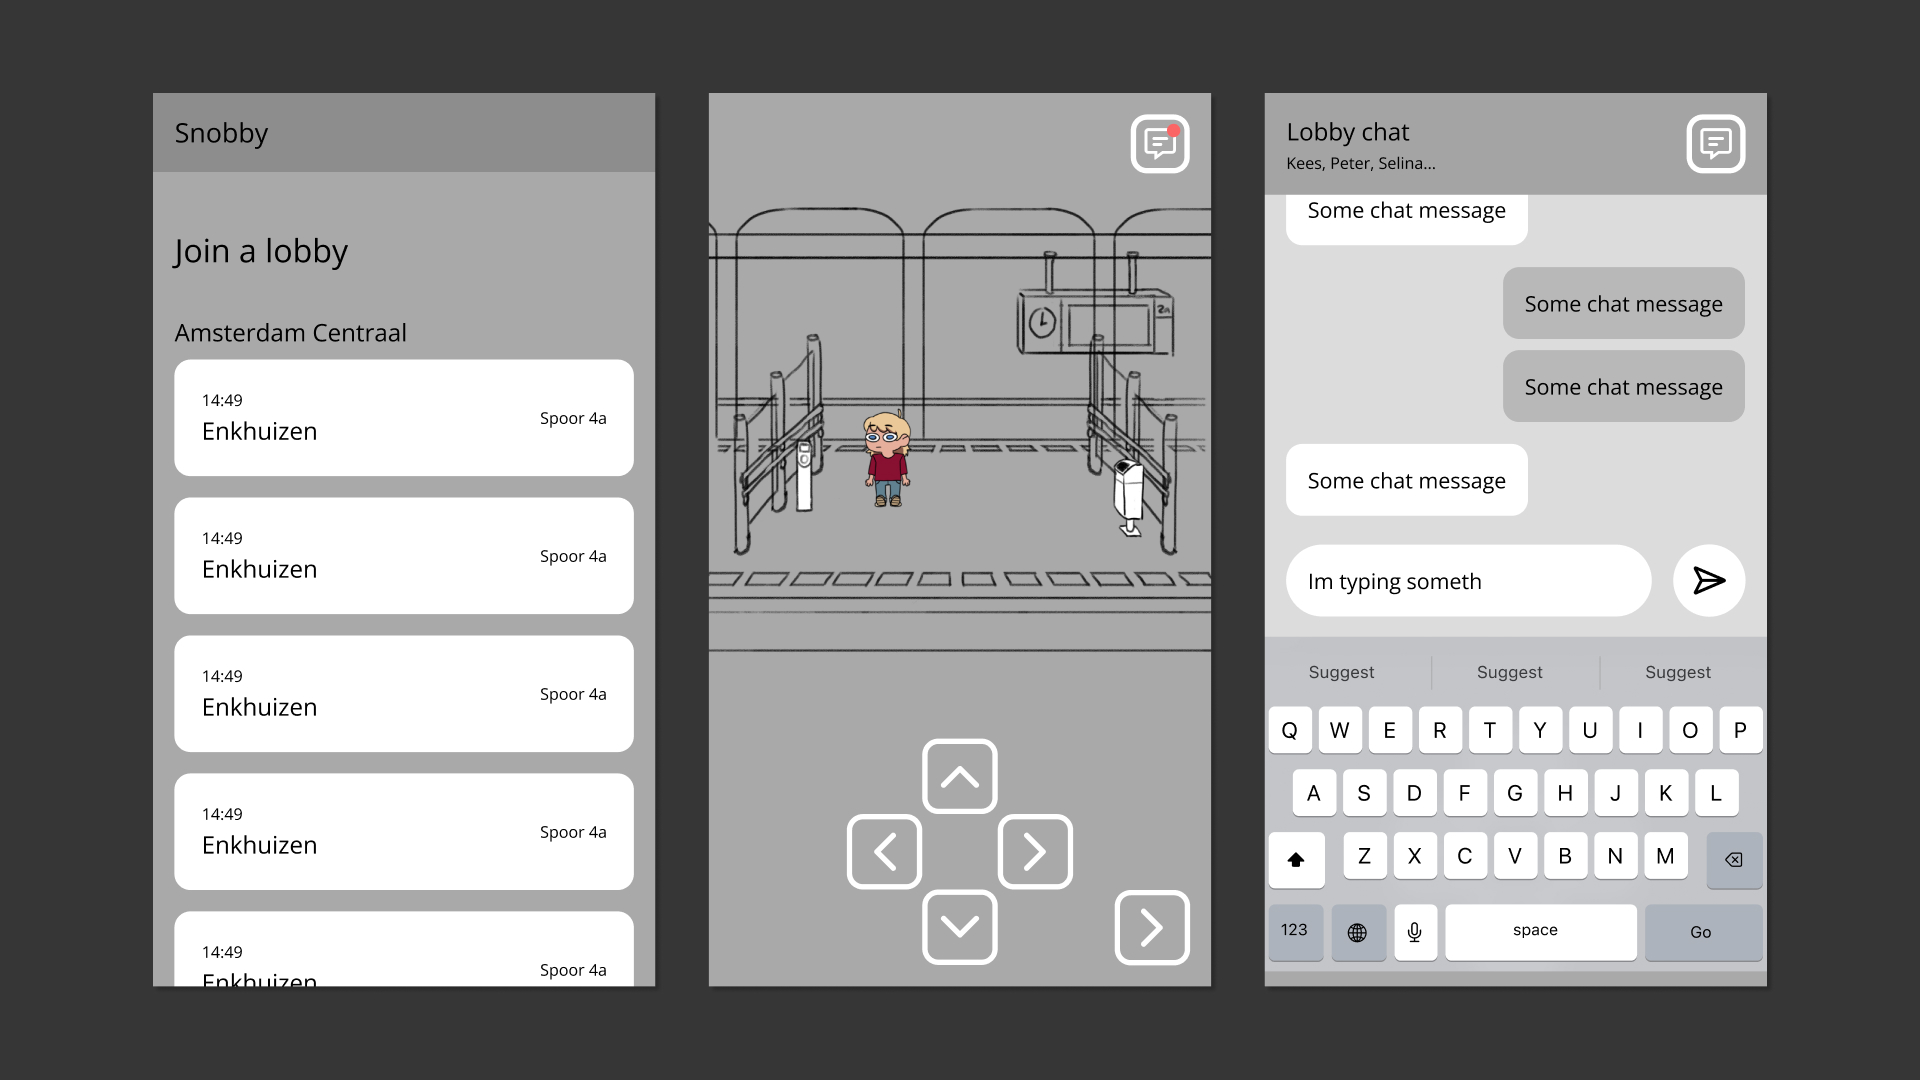 Snobby
Join a lobby
Amsterdam Centraal
14:49
Enkhuizen
Spoor 4a
14:49
Enkhuizen
Spoor 4a
14:49
Enkhuizen
Spoor 4a
14:49
Enkhuizen
Spoor 4a
14:49
Enkhuizen
Spoor 4a
2a
Lobby chat
Kees, Peter, Selina...
Some chat message
Some chat message
Some chat message
Some chat message
Im typing someth
Suggest Suggest Suggest
Q W E R T Y U I O P
A S D F G H J K L
Z X C V B N M
123 space Go